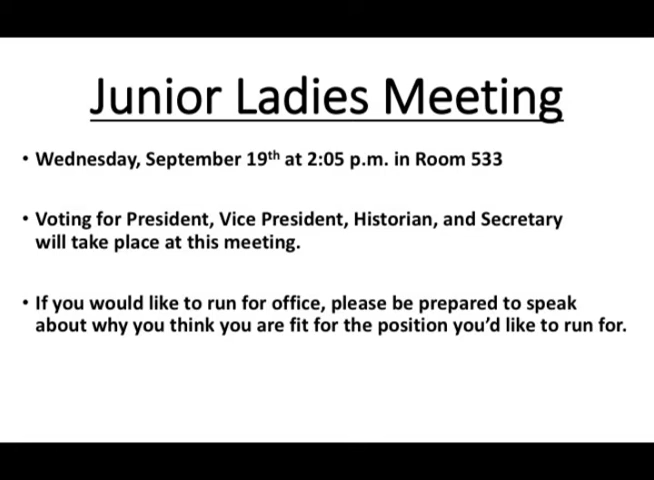 Junior Ladies Meeting
• Wednesday, September 19th at 2:05 p.m. in Room 533
• Voting for President, Vice President, Historian, and Secretary
will take place at this meeting.
• If you would like to run for office, please be prepared to speak
about why you think you are fit for the position you’d like to run for.